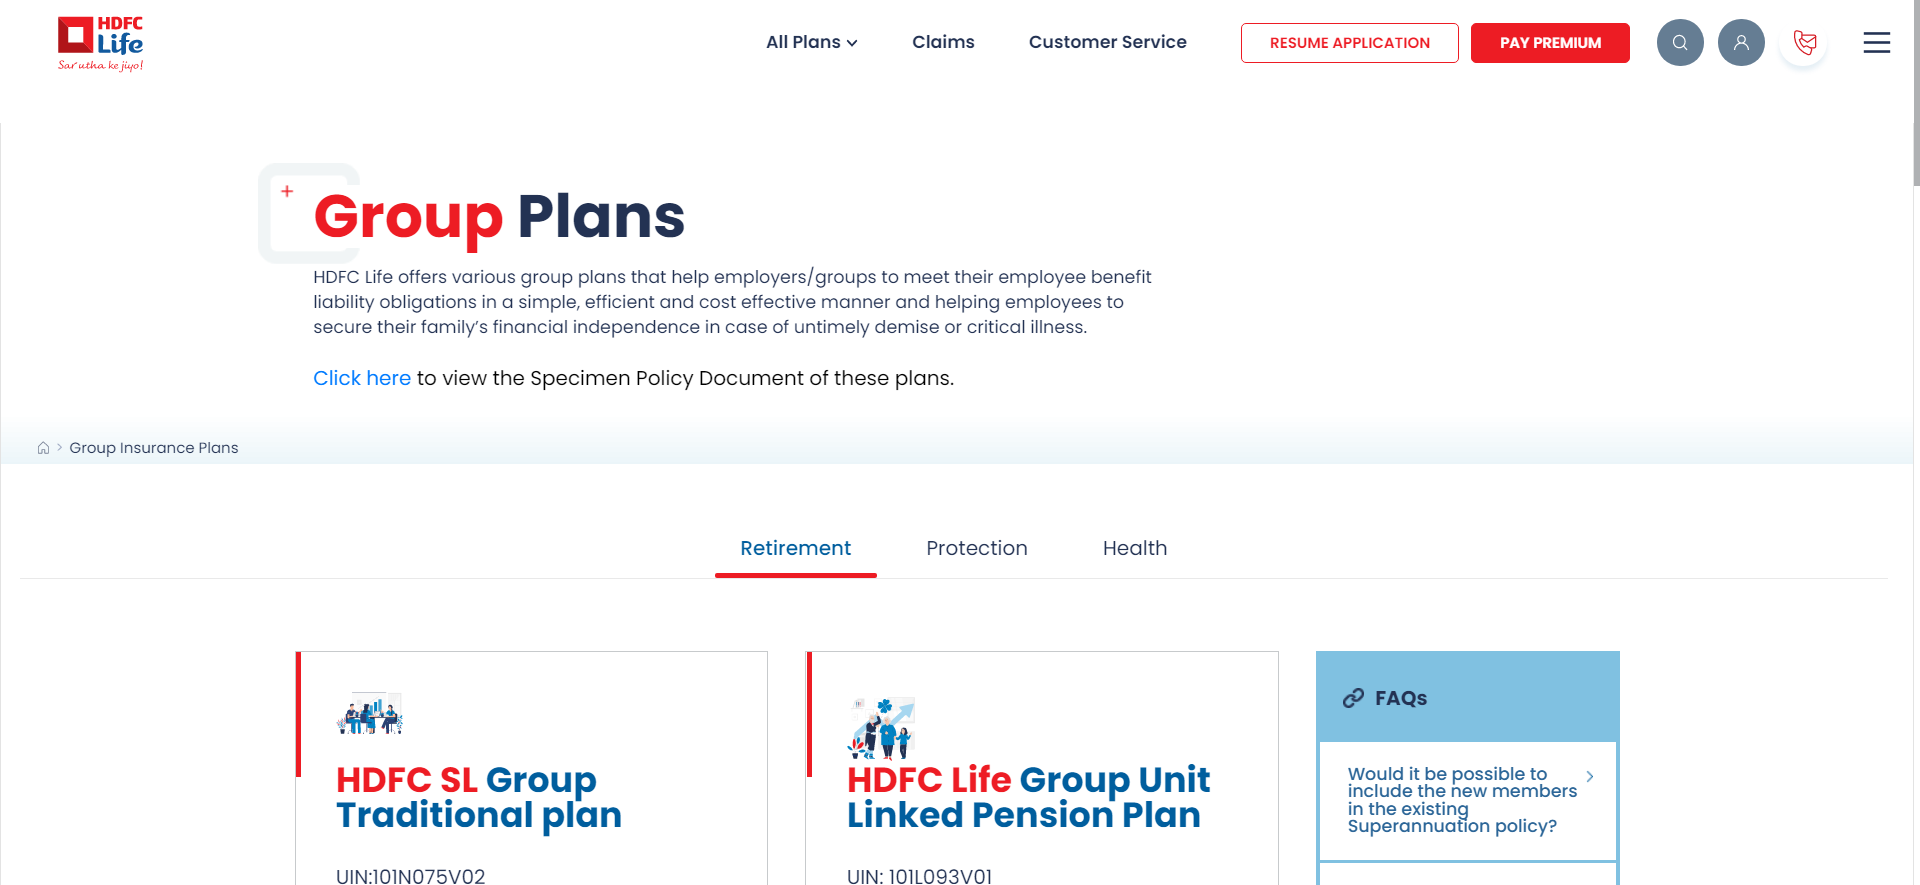 HDFC
Life
Sar utha ke jiyo!
All Plans
Claims
Customer Service
RESUME APPLICATION
PAY PREMIUM
Group Plans
HDFC Life offers various group plans that help employers/groups to meet their employee benefit
liability obligations in a simple, efficient and cost effective manner and helping employees to
secure their family’s financial independence in case of untimely demise or critical illness.
Click here to view the Specimen Policy Document of these plans.
Group Insurance Plans
Retirement
Protection
Health
HDFC SL Group
Traditional plan
UIN:101N075V02
HDFC Life Group Unit
Linked Pension Plan
UIN: 101L093V01
FAQs
Would it be possible to
include the new members
in the existing
Superannuation policy?